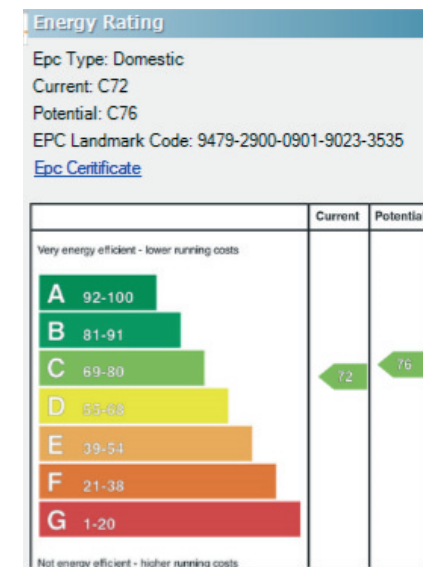 Energy Rating
Epc Type: Domestic
Current: C72
Potential: C76
EPC Landmark Code: 9479-2900-0901-9023-3535
Epc Ceritificate
Current Potential
Very energy efficient - lower running costs
A 92-100
B 81-91
C 69-80
72 76
D 55-68
E 39-54
F 21-38
G 1-20
Not energy efficient - higher running costs